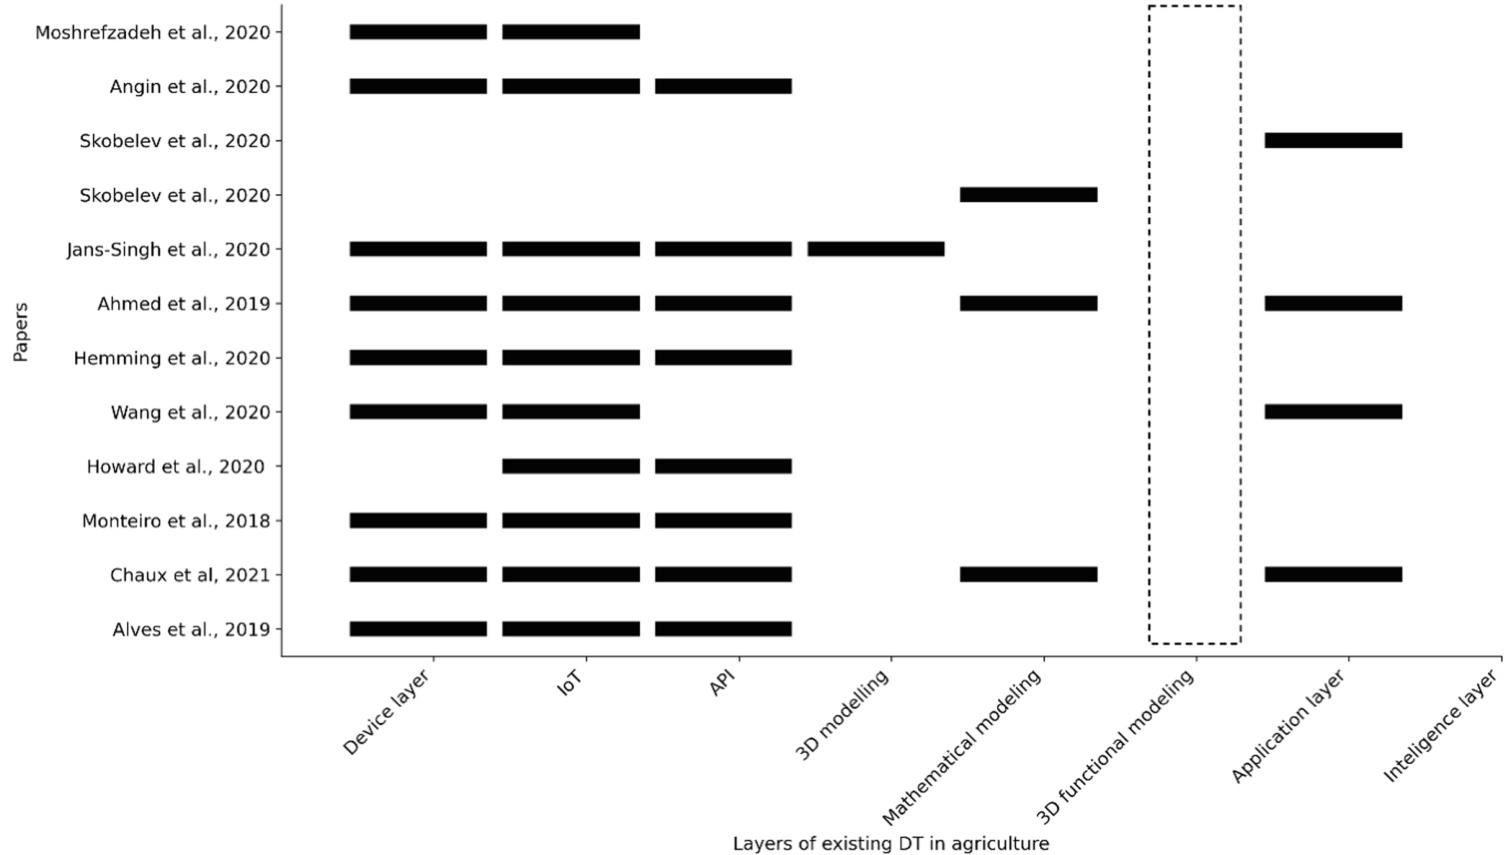 Moshrefzadeh et al., 2020
Angin et al., 2020
Skobelev et al., 2020
Skobelev et al., 2020
Jans-Singh et al., 2020
Ahmed et al., 2019
Hemming et al., 2020
Wang et al., 2020
Howard et al., 2020
Monteiro et al., 2018
Chaux et al, 2021
Alves et al., 2019
Papers
Device layer
IoT
API
3D modelling
Mathematical modeling
3D functional modeling
Application layer
Inteligence layer
Layers of existing DT in agriculture